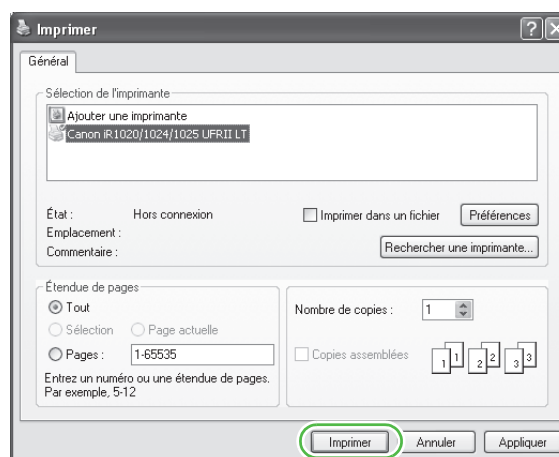 Imprimer
Général
Sélection de l'imprimante
Ajouter une imprimante
Canon iR1020/1024/1025 UFRII LT
État : Hors connexion
Emplacement :
Commentaire :
Imprimer dans un fichier
Préférences
Rechercher une imprimante...
Étendue de pages
Tout
Sélection
Page actuelle
Pages : 1-65535
Entrez un numéro ou une étendue de pages.
Par exemple, 5-12
Nombre de copies : 1
Copies assemblées
1 1 2 2 3 3
Imprimer
Annuler
Appliquer